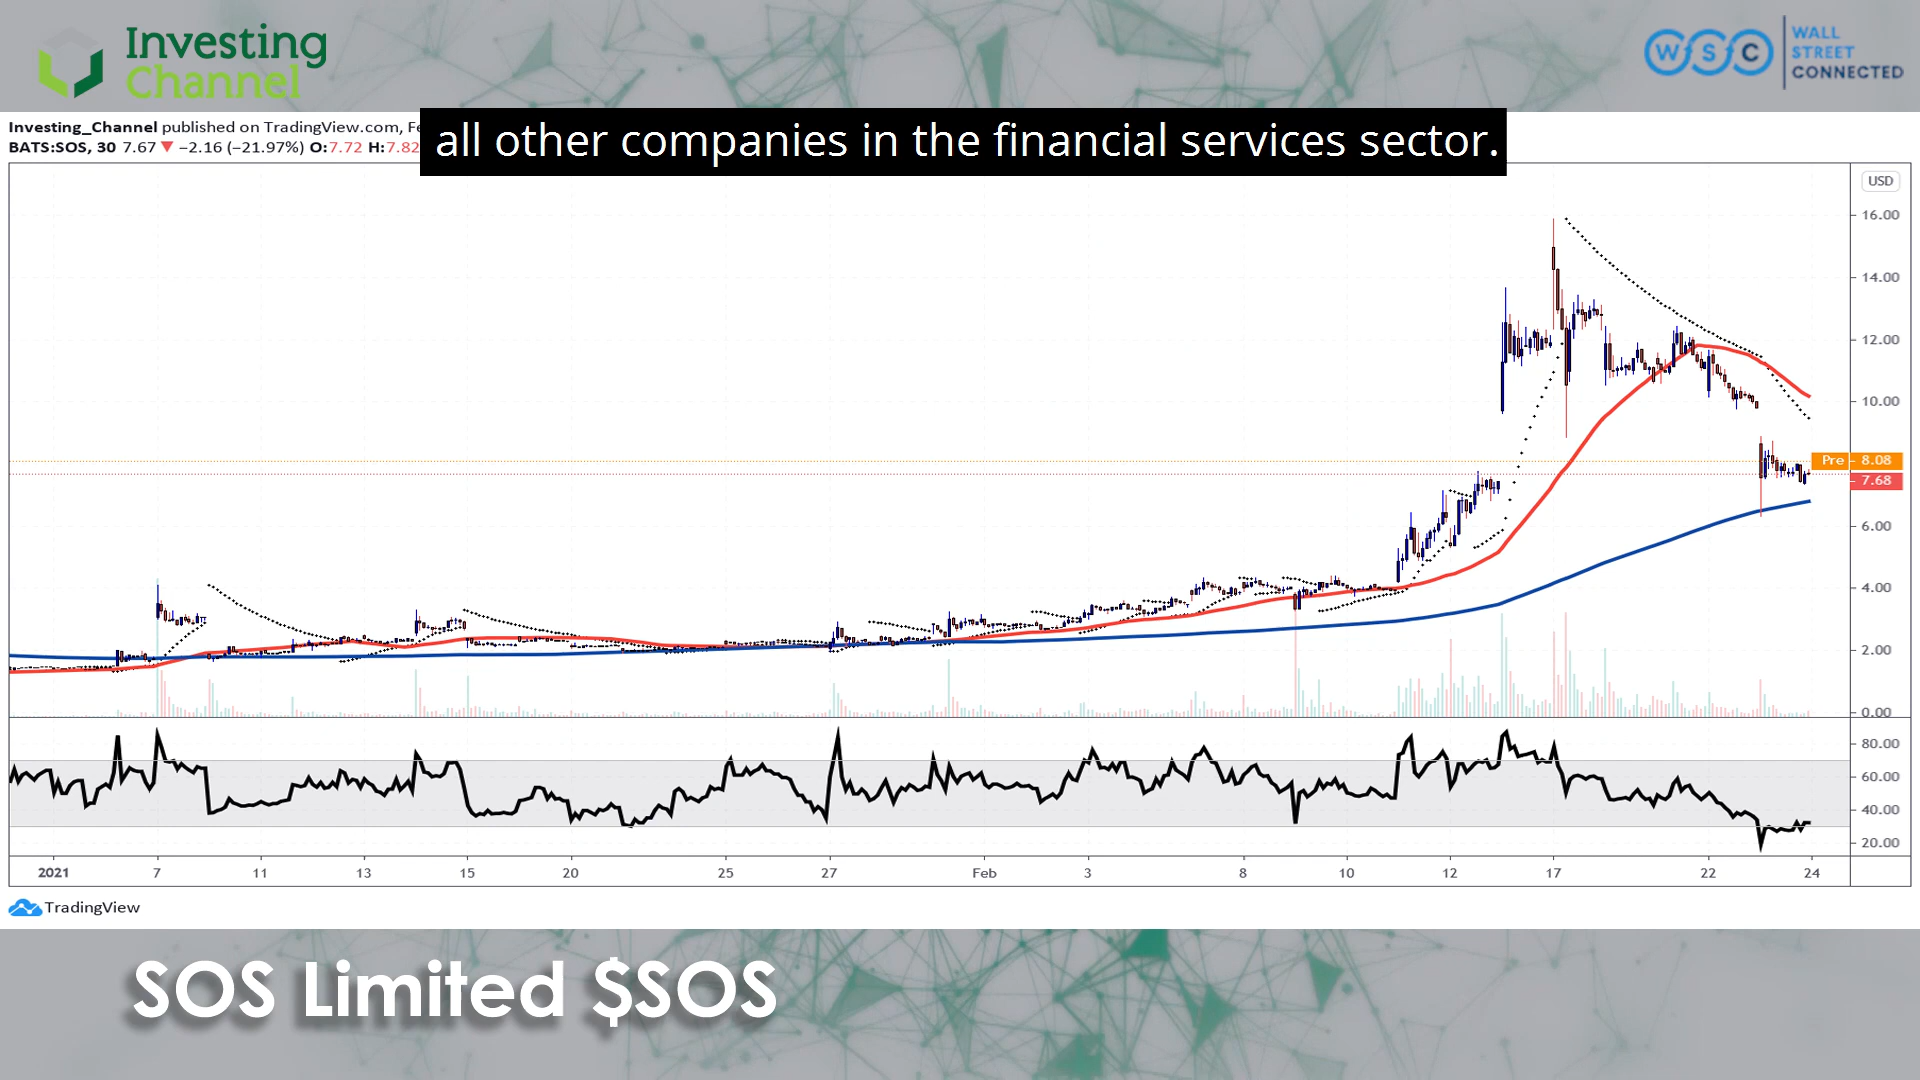 Investing
Channel
WSC
WALL
STREET
CONNECTED
all other companies in the financial services sector.
Investing_Channel published on TradingView.com, Fe
BATS:SOS, 30 7.67 ▼ −2.16 (−21.97%) O:7.72 H:7.82
USD
16.00
14.00
12.00
10.00
Pre 8.08
7.68
6.00
4.00
2.00
0.00
80.00
60.00
40.00
20.00
2021 7 11 13 15 20 25 27 Feb 3 8 10 12 17 22 24
TradingView
SOS Limited $SOS